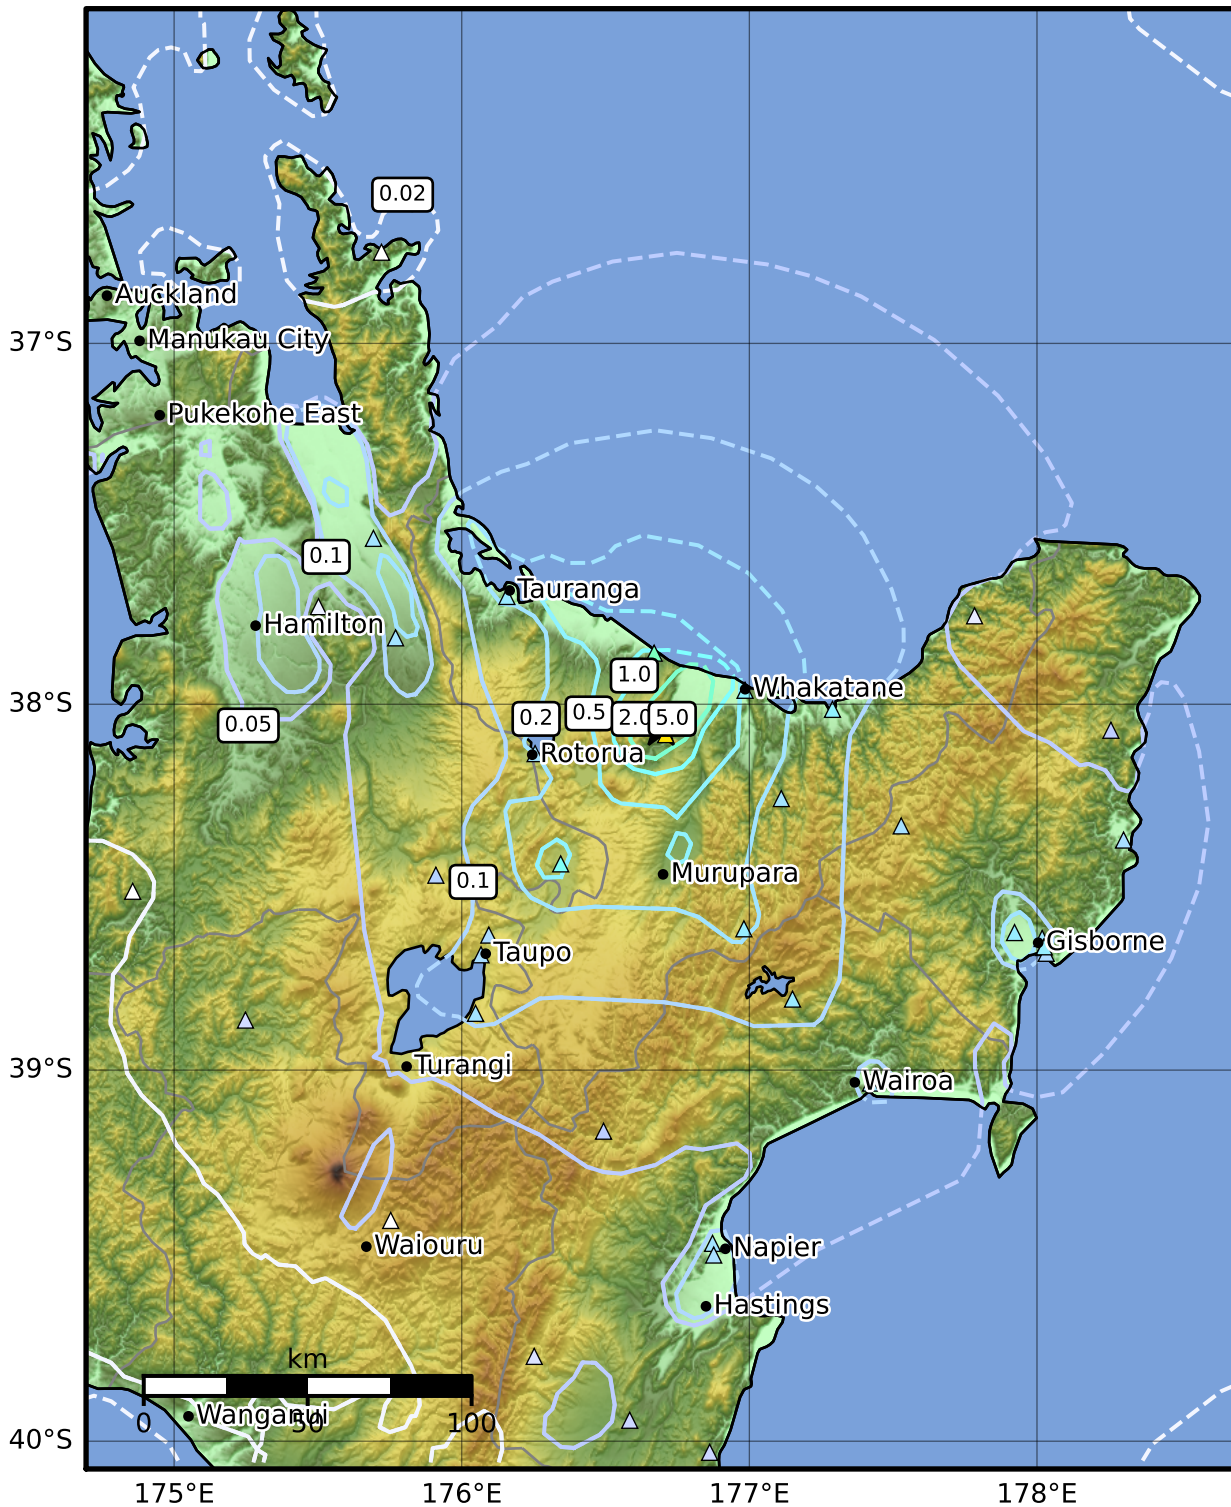 0.02
Auckland
Manukau City
37°S
Pukekohe East
0.1
Tauranga
Hamilton
1.0
Whakatane
38°S
0.05
0.2
0.5
2.0
5.0
Rotorua
Murupara
0.1
Gisborne
Taupo
39°S
Turangi
Wairoa
Waiouru
Napier
Hastings
km
0
50
100
Wanganui
40°S
175°E
176°E
177°E
178°E